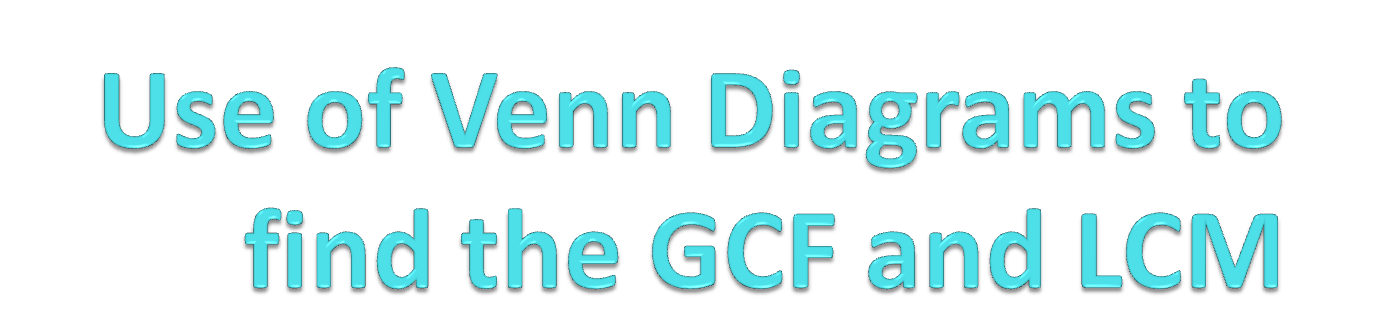 Use of Venn Diagrams to
find the GCF and LCM